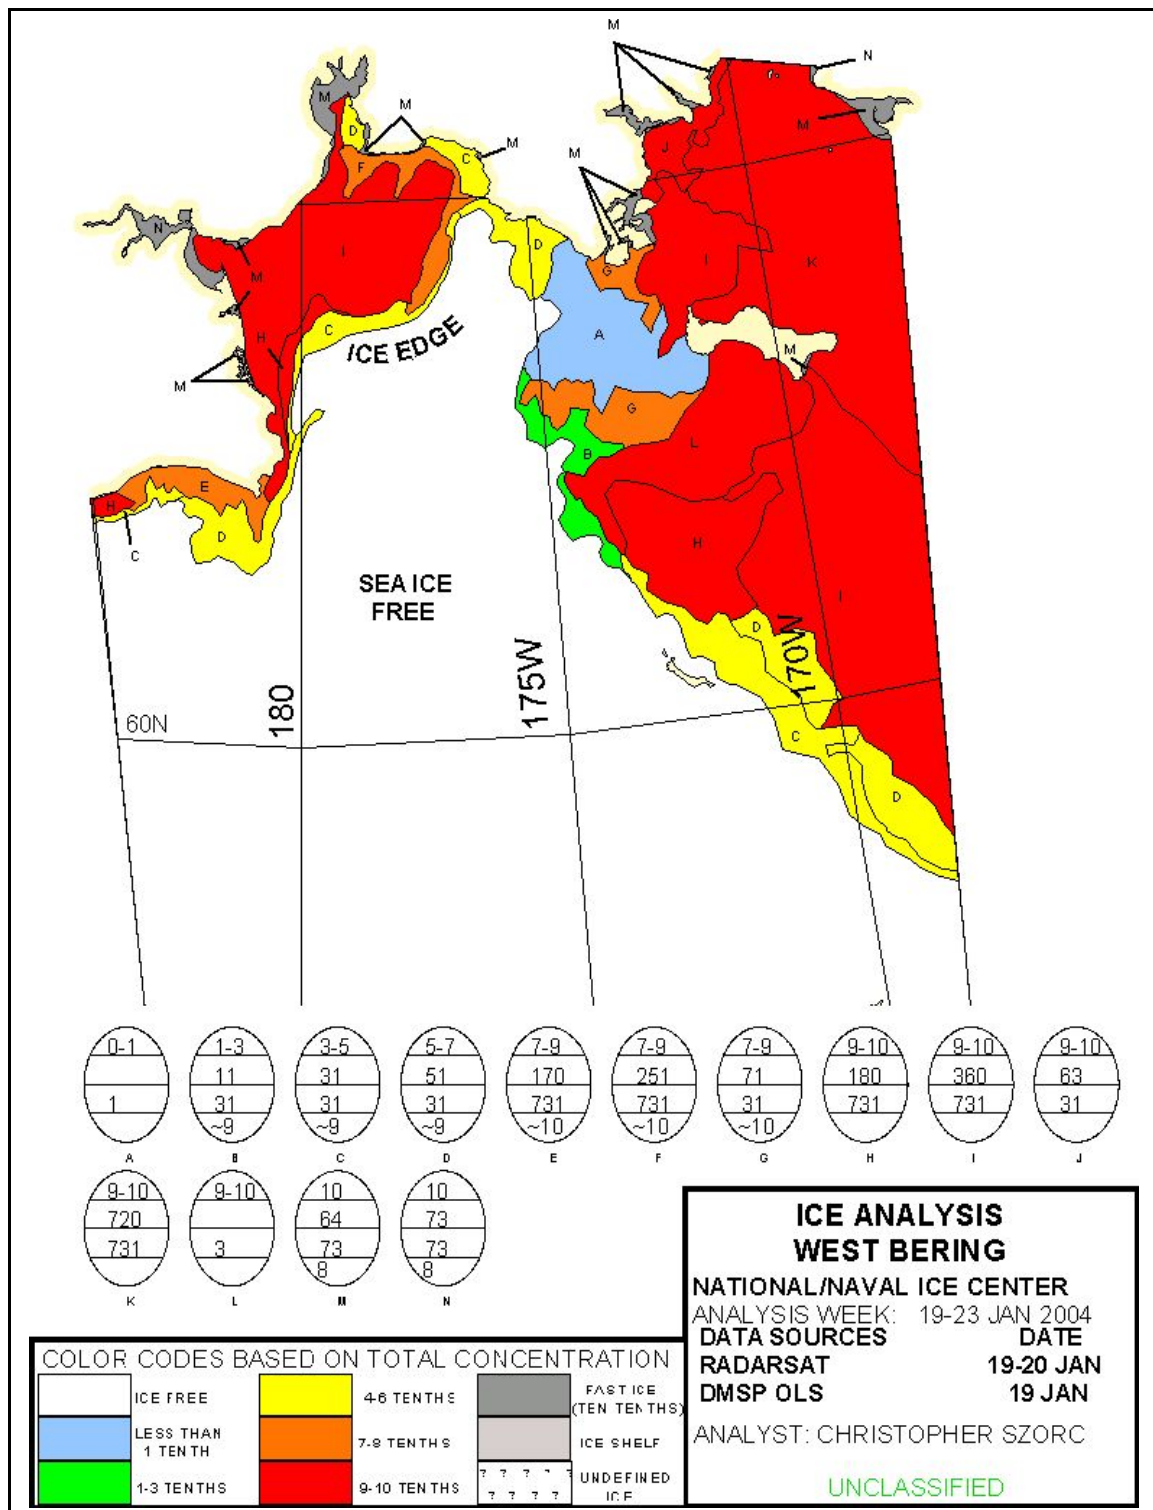 M
N
M
M
D
M
M
C
M
F
J
M
N
D
I
G
I
K
M
A
H
C
ICE EDGE
M
M
G
L
B
E
H
D
C
H
SEA ICE
FREE
I
D
170W
175W
180
60N
C
D
0-1
1
A
1-3
11
31
~9
B
3-5
31
31
~9
C
5-7
51
31
~9
D
7-9
170
731
~10
E
7-9
251
731
~10
F
7-9
71
31
~10
G
9-10
180
731
H
9-10
360
731
I
9-10
63
31
J
9-10
720
731
K
9-10
3
L
10
64
73
8
M
10
73
73
8
N
ICE ANALYSIS
WEST BERING
NATIONAL/NAVAL ICE CENTER
ANALYSIS WEEK: 19-23 JAN 2004
DATA SOURCES DATE
RADARSAT 19-20 JAN
DMSP OLS 19 JAN
ANALYST: CHRISTOPHER SZORC
UNCLASSIFIED
COLOR CODES BASED ON TOTAL CONCENTRATION
ICE FREE
LESS THAN
1 TENTH
1-3 TENTHS
4-6 TENTHS
7-8 TENTHS
9-10 TENTHS
FAST ICE
(TEN TENTHS)
ICE SHELF
? ? ? ? ?
? ? ? ? ?
UNDEFINED
ICE